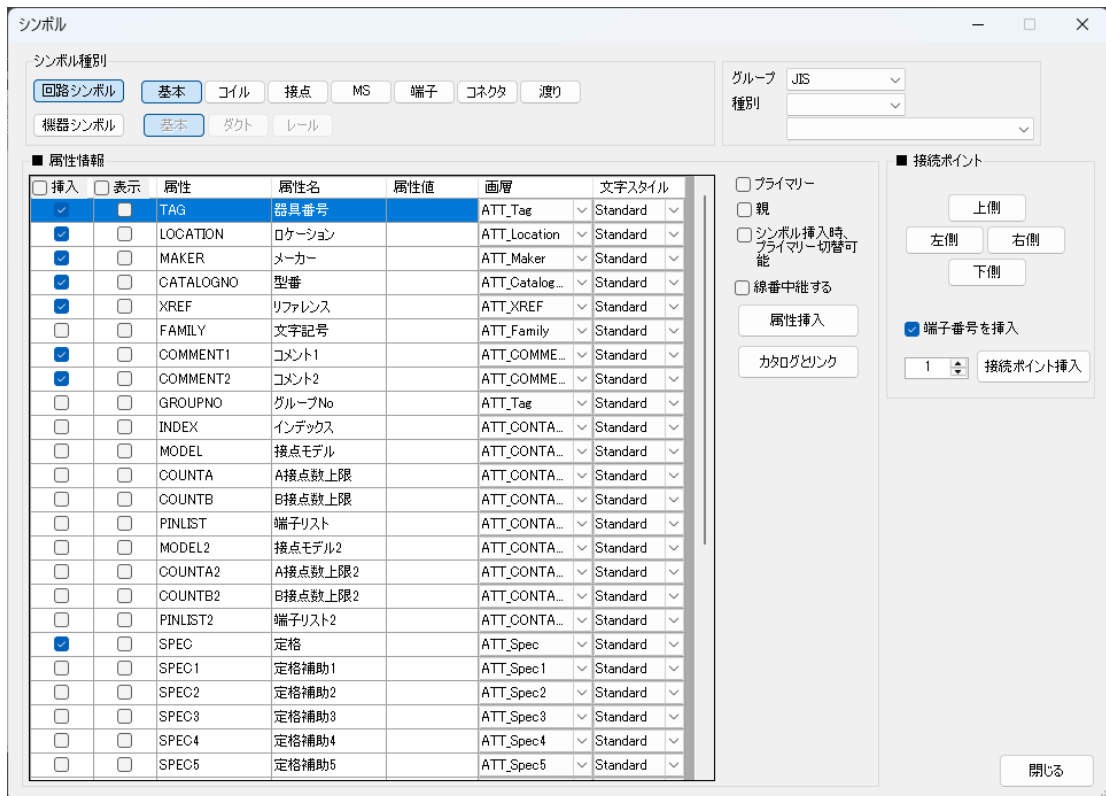 シンボル
シンボル種別
回路シンボル 基本 コイル 接点 MS 端子 コネクタ 渡り
機器シンボル 基本 ダクト レール
グループ JIS
種別
■ 属性情報
挿入 表示 属性 属性名 属性値 画層 文字スタイル
TAG 器具番号 ATT_Tag Standard
LOCATION ロケーション ATT_Location Standard
MAKER メーカー ATT_Maker Standard
CATALOGNO 型番 ATT_Catalog... Standard
XREF リファレンス ATT_XREF Standard
FAMILY 文字記号 ATT_Family Standard
COMMENT1 コメント1 ATT_COMME... Standard
COMMENT2 コメント2 ATT_COMME... Standard
GROUPNO グループNo ATT_Tag Standard
INDEX インデックス ATT_CONTA... Standard
MODEL 接点モデル ATT_CONTA... Standard
COUNTA A接点数上限 ATT_CONTA... Standard
COUNTB B接点数上限 ATT_CONTA... Standard
PINLIST 端子リスト ATT_CONTA... Standard
MODEL2 接点モデル2 ATT_CONTA... Standard
COUNTA2 A接点数上限2 ATT_CONTA... Standard
COUNTB2 B接点数上限2 ATT_CONTA... Standard
PINLIST2 端子リスト2 ATT_CONTA... Standard
SPEC 定格 ATT_Spec Standard
SPEC1 定格補助1 ATT_Spec1 Standard
SPEC2 定格補助2 ATT_Spec2 Standard
SPEC3 定格補助3 ATT_Spec3 Standard
SPEC4 定格補助4 ATT_Spec4 Standard
SPEC5 定格補助5 ATT_Spec5 Standard
プライマリー
親
シンボル挿入時、
プライマリー切替可
能
線番中継する
属性挿入
カタログとリンク
■ 接続ポイント
上側
左側 右側
下側
端子番号を挿入
1 接続ポイント挿入
閉じる